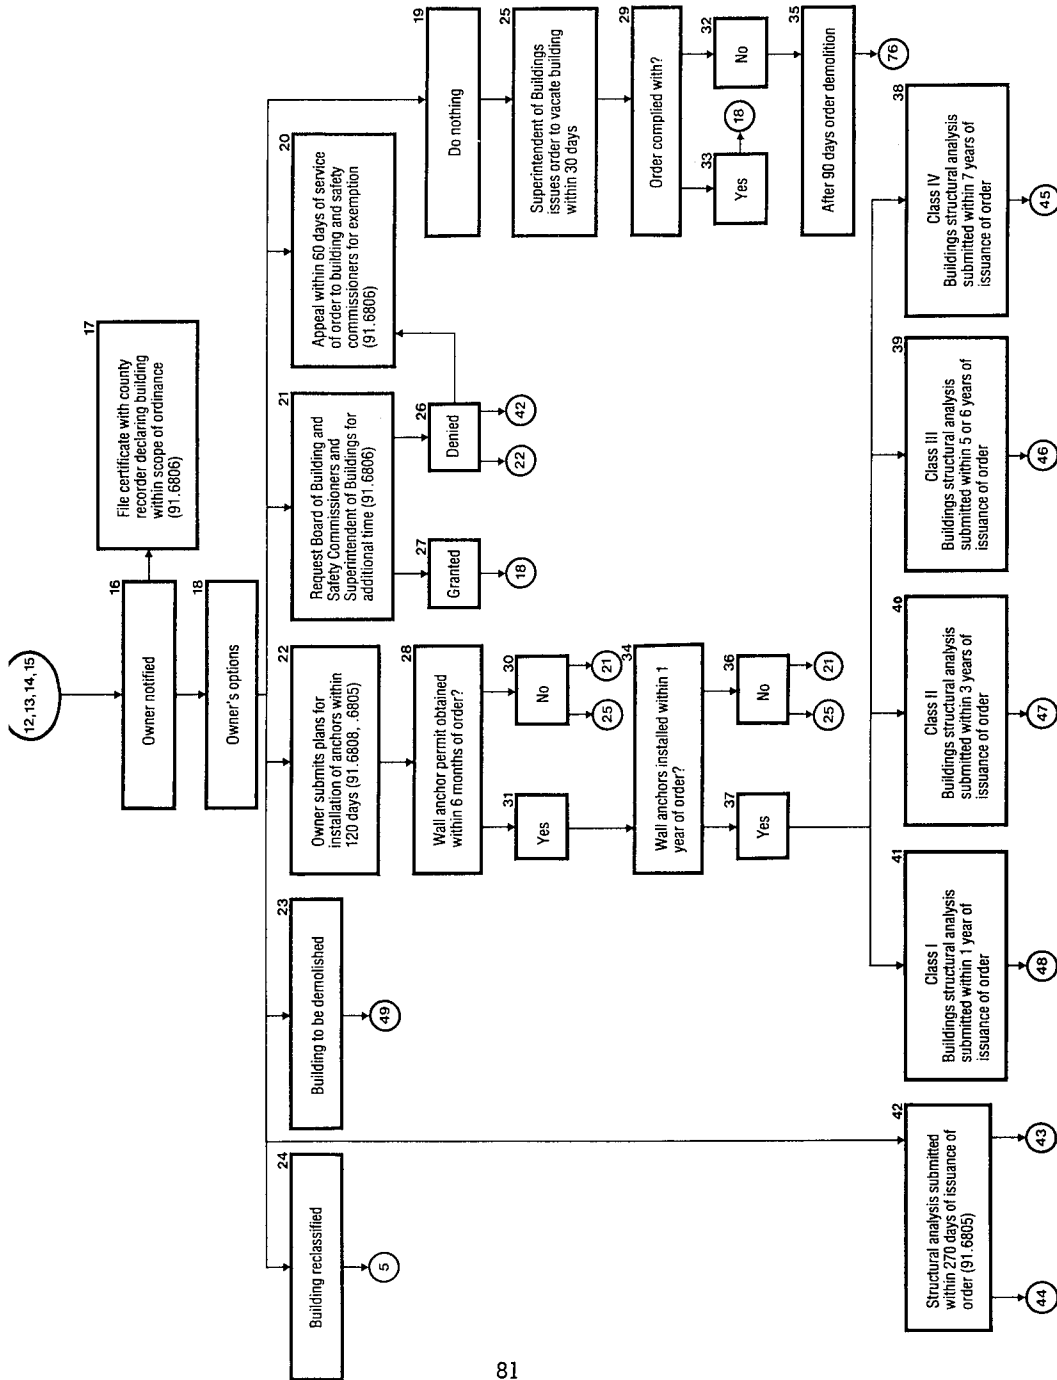 12,13,14,15
16
Owner notified
17
File certificate with county
recorder declaring building
within scope of ordinance
(91.6806)
18
Owner's options
24
Building reclassified
5
23
Building to be demolished
49
22
Owner submits plans for
installation of anchors within
120 days (91.6808, .6805)
21
Request Board of Building and
Safety Commissioners and
Superintendent of Buildings for
additional time (91.6806)
20
Appeal within 60 days of service
of order to building and safety
commissioners for exemption
(91.6806)
19
Do nothing
28
Wall anchor permit obtained
within 6 months of order?
27
Granted
18
26
Denied
22
42
25
Superintendent of Buildings
issues order to vacate building
within 30 days
31
Yes
30
No
25
21
29
Order complied with?
34
Wall anchors installed within 1
year of order?
33
Yes
18
32
No
37
Yes
36
No
25
21
35
After 90 days order demolition
76
42
Structural analysis submitted
within 270 days of issuance of
order (91.6805)
44
43
41
Class I
Buildings structural analysis
submitted within 1 year of
issuance of order
48
40
Class II
Buildings structural analysis
submitted within 3 years of
issuance of order
47
39
Class III
Buildings structural analysis
submitted within 5 or 6 years of
issuance of order
46
38
Class IV
Buildings structural analysis
submitted within 7 years of
issuance of order
45
81